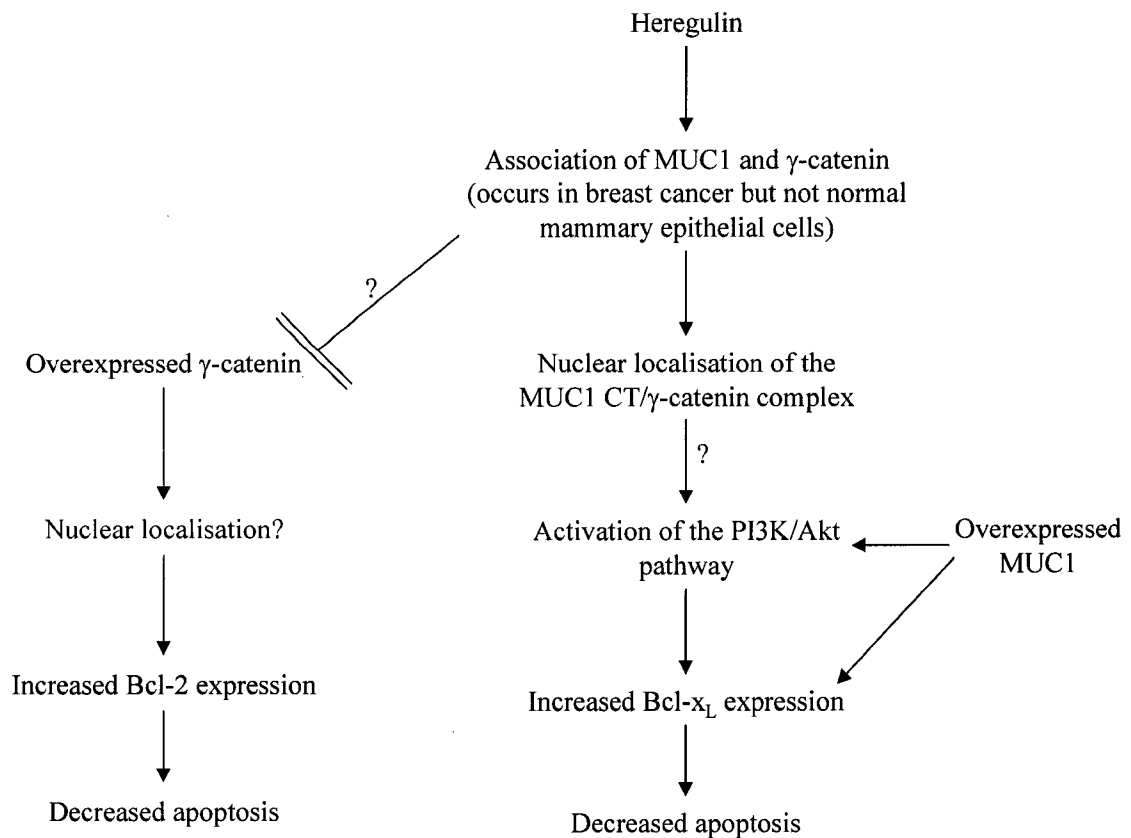 Heregulin
Association of MUC1 and γ-catenin
(occurs in breast cancer but not normal
mammary epithelial cells)
?
Overexpressed γ-catenin
Nuclear localisation of the
MUC1 CT/γ-catenin complex
?
Nuclear localisation?
Activation of the PI3K/Akt
pathway
Overexpressed
MUC1
Increased Bcl-2 expression
Increased Bcl-xL expression
Decreased apoptosis
Decreased apoptosis